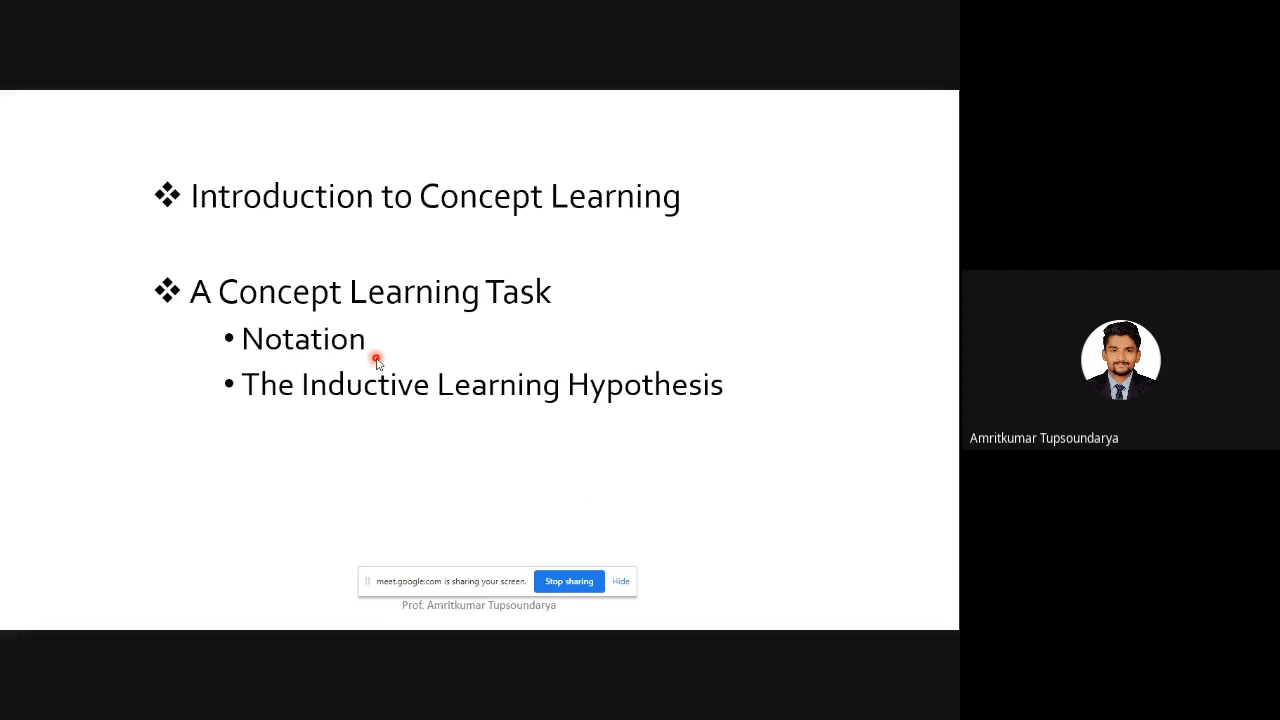 ❖ Introduction to Concept Learning
❖ A Concept Learning Task
• Notation
• The Inductive Learning Hypothesis
meet.google.com is sharing your screen. Stop sharing Hide
Prof. Amritkumar Tupsoundarya
Amritkumar Tupsoundarya